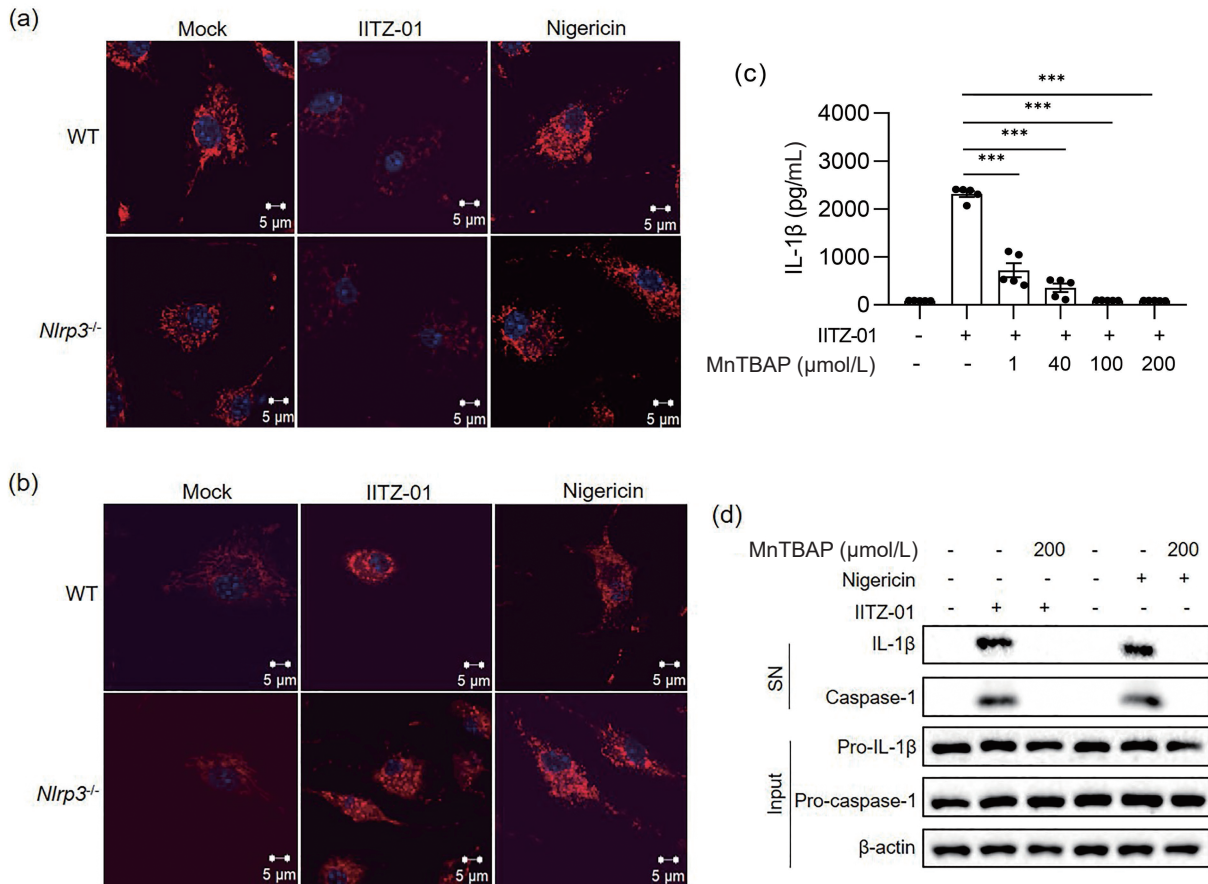 (a)
Mock IITZ-01 Nigericin
WT
5 µm 5 µm 5 µm
Nlrp3-/-
5 µm 5 µm 5 µm
(b)
Mock IITZ-01 Nigericin
WT
5 µm 5 µm 5 µm
Nlrp3-/-
5 µm 5 µm 5 µm
(c)
***
***
***
***
4000
3000
2000
1000
0
IL-1β (pg/mL)
IITZ-01 - + + + + +
MnTBAP (µmol/L) - - 1 40 100 200
(d)
MnTBAP (µmol/L) - - 200 - - 200
Nigericin - - - - + +
IITZ-01 - + + - - -
SN
IL-1β
Caspase-1
Input
Pro-IL-1β
Pro-caspase-1
β-actin